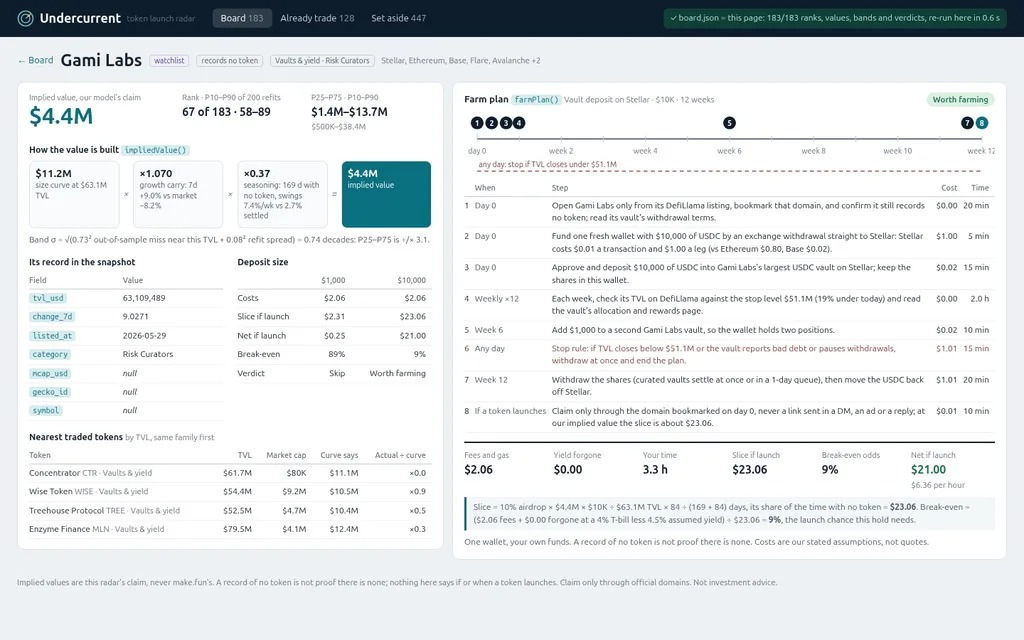 Undercurrent token launch radar Board 183 Already trade 128 Set aside 447 ✓ board.json = this page: 183/183 ranks, values, bands and verdicts, re-run here in 0.6 s
← Board Gami Labs watchlist records no token Vaults & yield · Risk Curators Stellar, Ethereum, Base, Flare, Avalanche +2
Implied value, our model's claim
$4.4M
Rank · P10–P90 of 200 refits
67 of 183 · 58–89
P25–P75 · P10–P90
$1.4M–$13.7M
$500K–$38.4M
How the value is built impliedValue()
$11.2M
size curve at $63.1M
TVL
×
×1.070
growth carry: 7d
+9.0% vs market
−8.2%
×
×0.37
seasoning: 169 d with
no token, swings
7.4%/wk vs 2.7%
settled
=
$4.4M
implied value
Band σ = √(0.73² out-of-sample miss near this TVL + 0.08² refit spread) = 0.74 decades: P25–P75 is ÷/× 3.1.
Its record in the snapshot
Field Value
tvl_usd 63,109,489
change_7d 9.0271
listed_at 2026-05-29
category Risk Curators
mcap_usd null
gecko_id null
symbol null
Deposit size
$1,000 $10,000
Costs $2.06 $2.06
Slice if launch $2.31 $23.06
Net if launch $0.25 $21.00
Break-even 89% 9%
Verdict Skip Worth farming
Nearest traded tokens by TVL, same family first
Token TVL Market cap Curve says Actual ÷ curve
Concentrator CTR · Vaults & yield $61.7M $80K $11.1M ×0.0
Wise Token WISE · Vaults & yield $54.4M $9.2M $10.5M ×0.9
Treehouse Protocol TREE · Vaults & yield $52.5M $4.7M $10.4M ×0.5
Enzyme Finance MLN · Vaults & yield $79.5M $4.1M $12.4M ×0.3
Farm plan farmPlan() Vault deposit on Stellar · $10K · 12 weeks Worth farming
1 2 3 4 5 7 8
day 0 week 2 week 4 week 6 week 8 week 10 week 12
any day: stop if TVL closes under $51.1M
When Step Cost Time
1 Day 0 Open Gami Labs only from its DefiLlama listing, bookmark that domain, and confirm it still records $0.00 20 min
no token; read its vault's withdrawal terms.
2 Day 0 Fund one fresh wallet with $10,000 of USDC by an exchange withdrawal straight to Stellar: Stellar $1.00 5 min
costs $0.01 a transaction and $1.00 a leg (vs Ethereum $0.80, Base $0.02).
3 Day 0 Approve and deposit $10,000 of USDC into Gami Labs's largest USDC vault on Stellar; keep the $0.02 15 min
shares in this wallet.
4 Weekly ×12 Each week, check its TVL on DefiLlama against the stop level $51.1M (19% under today) and read $0.00 2.0 h
the vault's allocation and rewards page.
5 Week 6 Add $1,000 to a second Gami Labs vault, so the wallet holds two positions. $0.02 10 min
6 Any day Stop rule: if TVL closes below $51.1M or the vault reports bad debt or pauses withdrawals, $1.01 15 min
withdraw at once and end the plan.
7 Week 12 Withdraw the shares (curated vaults settle at once or in a 1-day queue), then move the USDC back $1.01 20 min
off Stellar.
8 If a token launches Claim only through the domain bookmarked on day 0, never a link sent in a DM, an ad or a reply; at $0.01 10 min
our implied value the slice is about $23.06.
Fees and gas Yield forgone Your time Slice if launch Break-even odds Net if launch
$2.06 $0.00 3.3 h $23.06 9% $21.00
$6.36 per hour
Slice = 10% airdrop × $4.4M × $10K ÷ $63.1M TVL × 84 ÷ (169 + 84) days, its share of the time with no token = $23.06. Break-even =
($2.06 fees + $0.00 forgone at a 4% T-bill less 4.5% assumed yield) ÷ $23.06 = 9%, the launch chance this hold needs.
One wallet, your own funds. A record of no token is not proof there is none. Costs are our stated assumptions, not quotes.
Implied values are this radar's claim, never make.fun's. A record of no token is not proof there is none; nothing here says if or when a token launches. Claim only through official domains. Not investment advice.